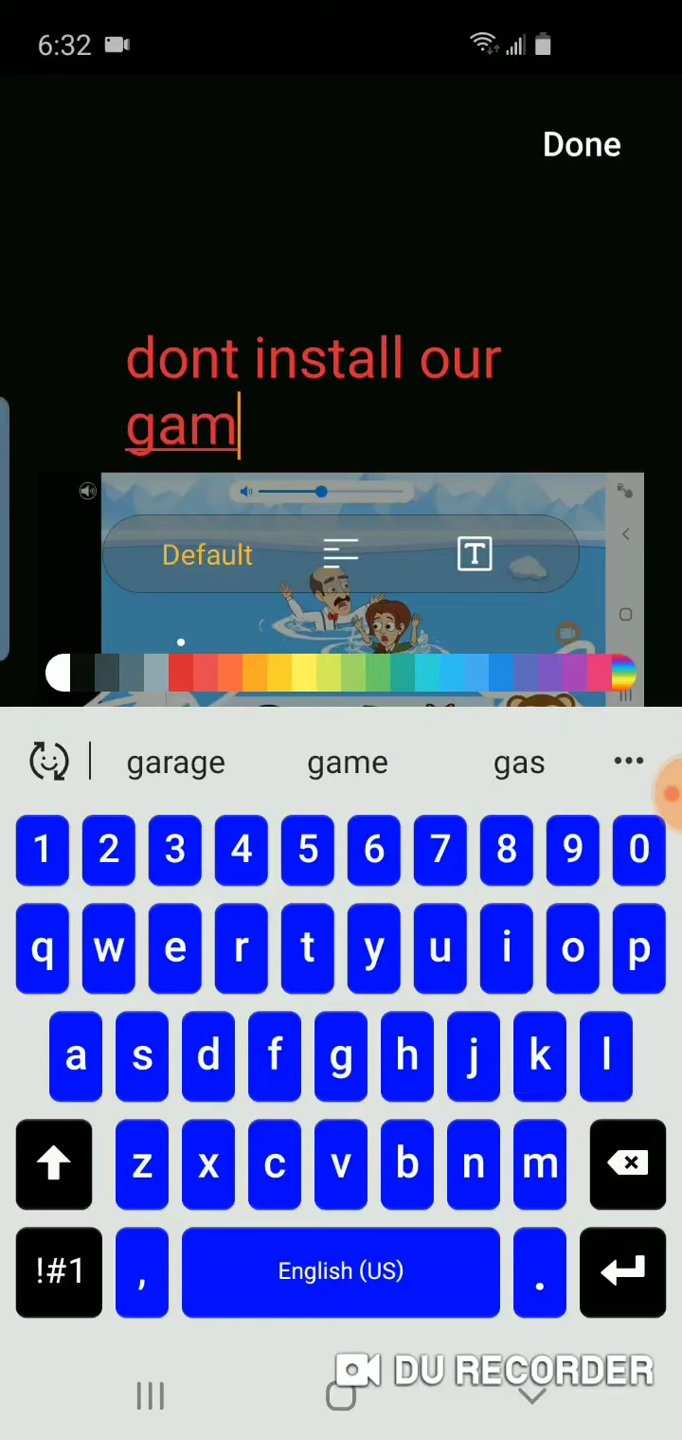 6:32
Done
dont install our
gam
Default
T
garage game gas
1 2 3 4 5 6 7 8 9 0
q w e r t y u i o p
a s d f g h j k l
z x c v b n m
!#1 , English (US) .
DU RECORDER